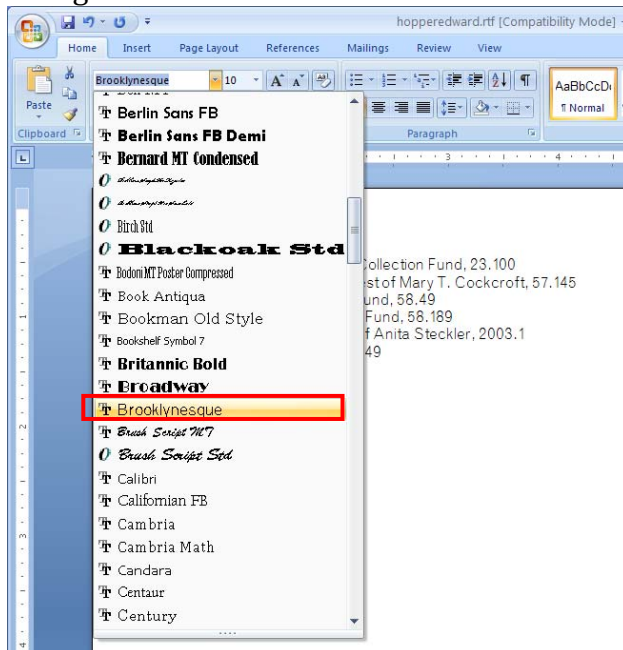 hopperedward.rtf [Compatibility Mode] -
Home Insert Page Layout References Mailings Review View
Brooklynesque 10 A A
Paste
Clipboard
Paragraph
AaBbCcD
¶ Normal
3 4
Berlin Sans FB
Berlin Sans FB Demi
Bernard MT Condensed
Birch Std
Blackoak Std
Bodoni MT Poster Compressed
Book Antiqua
Bookman Old Style
Bookshelf Symbol 7
Britannic Bold
Broadway
Brooklynesque
Brush Script MT
Brush Script Std
Calibri
Californian FB
Cambria
Cambria Math
Candara
Centaur
Century
Collection Fund, 23.100
est of Mary T. Cockcroft, 57.145
und, 58.49
Fund, 58.189
f Anita Steckler, 2003.1
49